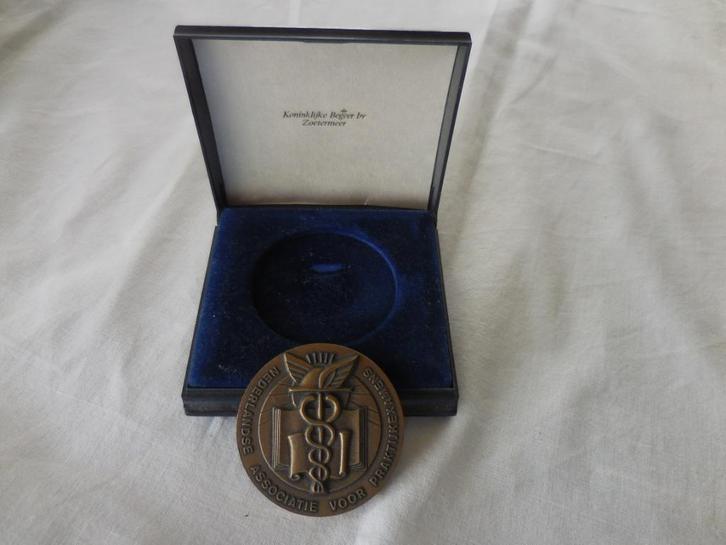 Koninklijke Begeer bv
Zoetermeer
NEDERLANDSE ASSOCIATIE VOOR PRAKTIJKEXAMENS